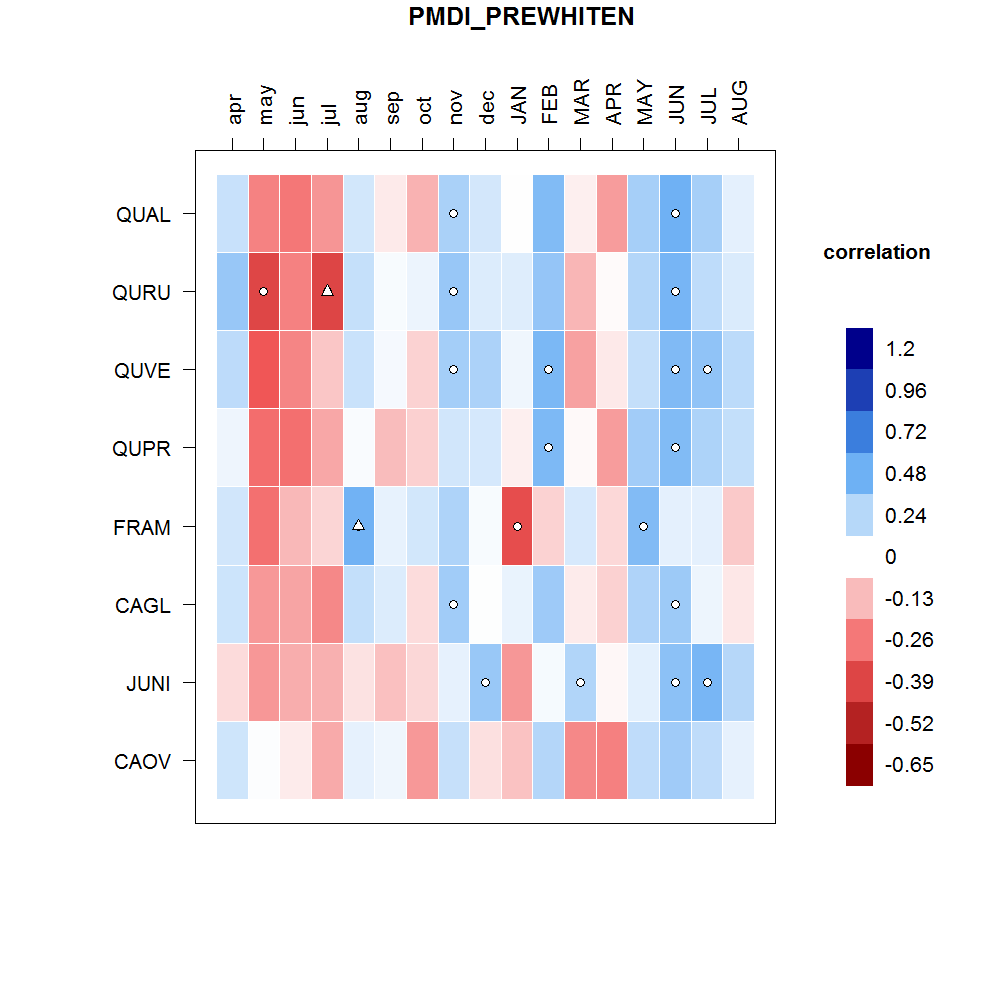 PMDI_PREWHITEN
apr may jun jul aug sep oct nov dec JAN FEB MAR APR MAY JUN JUL AUG
QUAL
QURU
QUVE
QUPR
FRAM
CAGL
JUNI
CAOV
correlation
1.2
0.96
0.72
0.48
0.24
0
-0.13
-0.26
-0.39
-0.52
-0.65